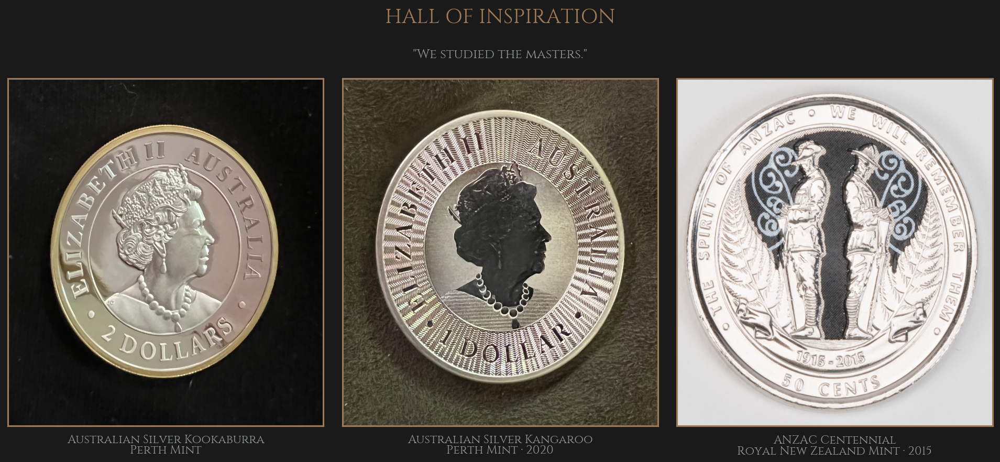 HALL OF INSPIRATION
"WE STUDIED THE MASTERS."
ELIZABETH II AUSTRALIA
• 2 DOLLARS •
JC
ELIZABETH II AUSTRALIA
• 1 DOLLAR •
• THE SPIRIT OF ANZAC • WE WILL REMEMBER THEM •
1915 - 2015
50 CENTS
AUSTRALIAN SILVER KOOKABURRA
PERTH MINT
AUSTRALIAN SILVER KANGAROO
PERTH MINT · 2020
ANZAC CENTENNIAL
ROYAL NEW ZEALAND MINT · 2015